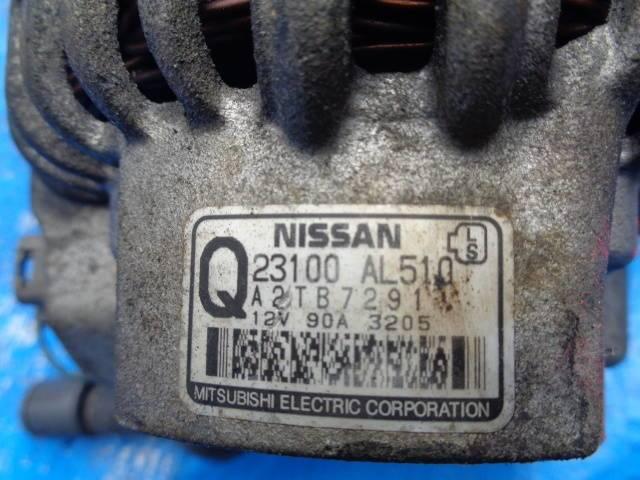 NISSAN
Q 23100 AL510 L S
A2TB7291
12V 90A 3205
MITSUBISHI ELECTRIC CORPORATION